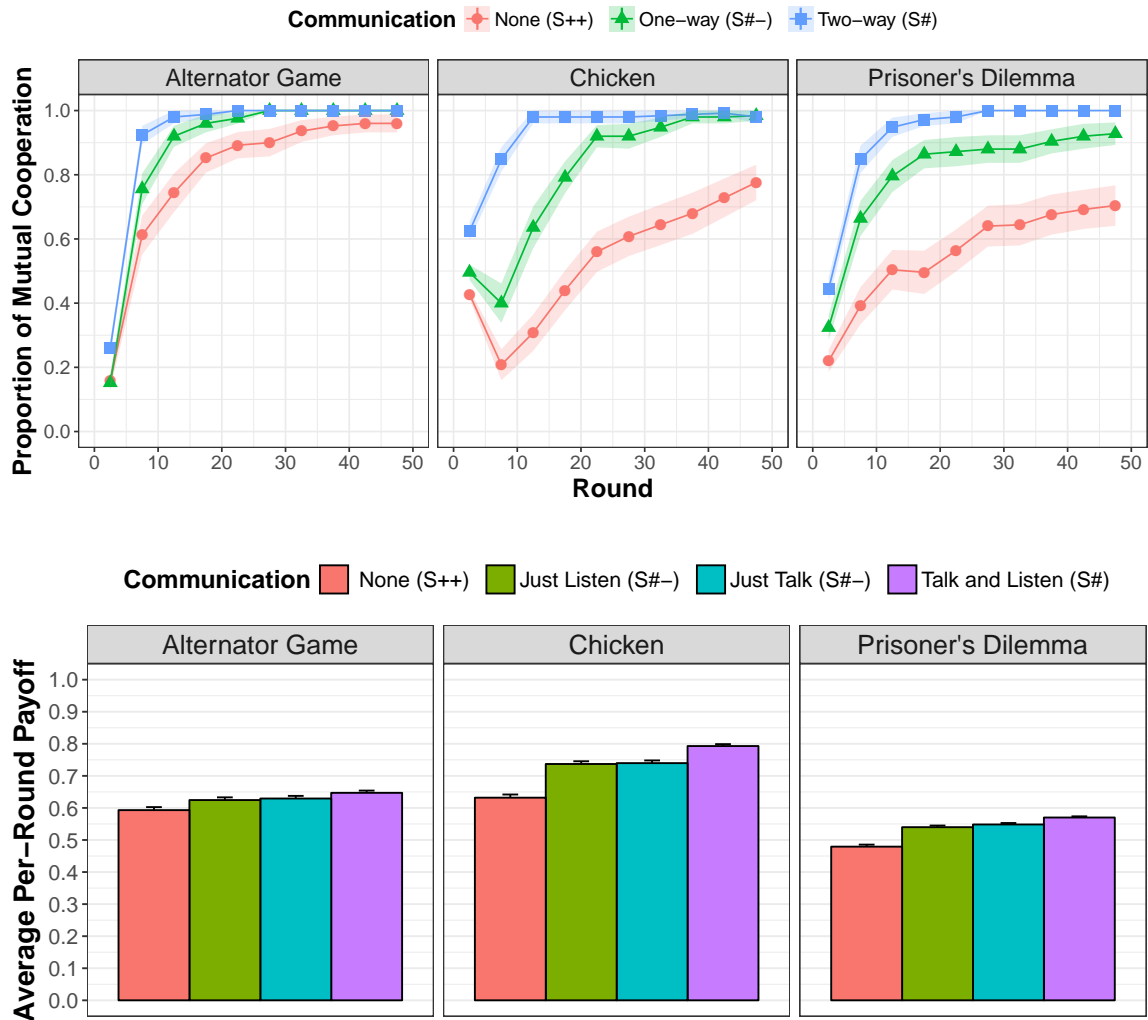 Communication None (S++) One−way (S#−) Two−way (S#)
Alternator Game Chicken Prisoner's Dilemma
Proportion of Mutual Cooperation
1.0
0.8
0.6
0.4
0.2
0.0
0 10 20 30 40 50 0 10 20 30 40 50 0 10 20 30 40 50
Round
Communication None (S++) Just Listen (S#−) Just Talk (S#−) Talk and Listen (S#)
Alternator Game Chicken Prisoner's Dilemma
Average Per−Round Payoff
1.0
0.9
0.8
0.7
0.6
0.5
0.4
0.3
0.2
0.1
0.0